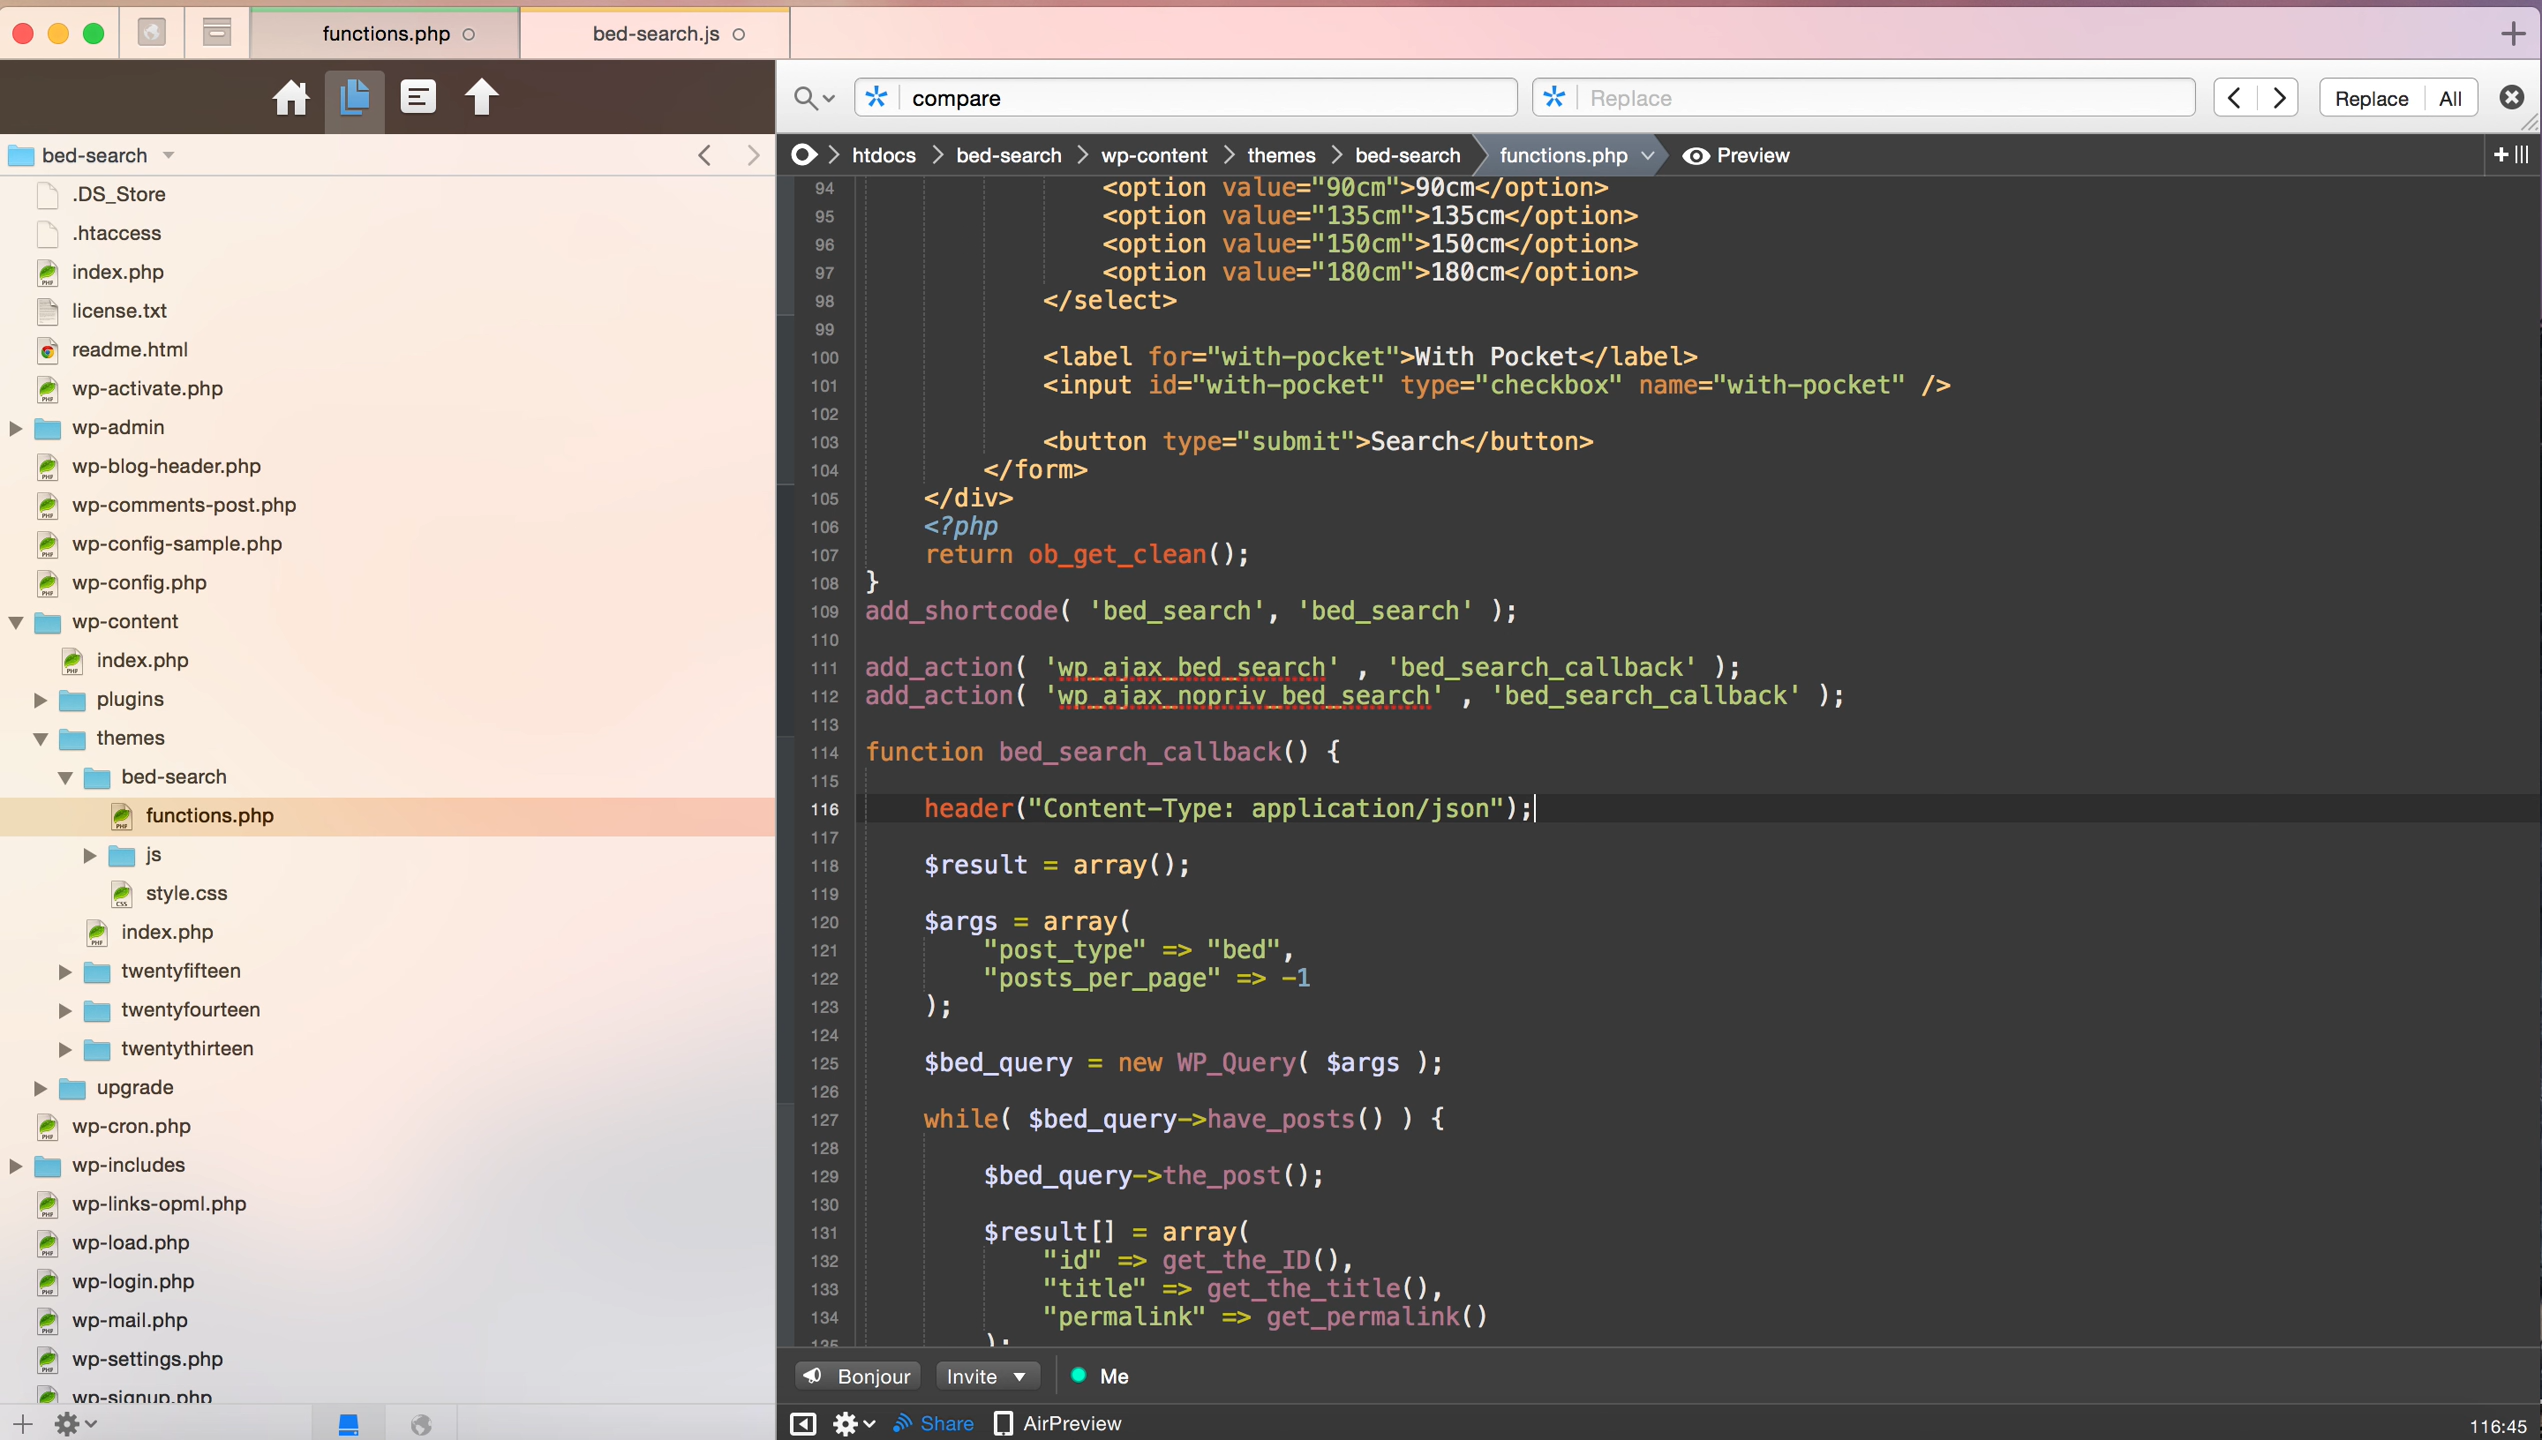 functions.php
bed-search.js
compare
Replace
Replace
All
bed-search
htdocs
bed-search
wp-content
themes
bed-search
functions.php
Preview
.DS_Store
.htaccess
index.php
license.txt
readme.html
wp-activate.php
wp-admin
wp-blog-header.php
wp-comments-post.php
wp-config-sample.php
wp-config.php
wp-content
index.php
plugins
themes
bed-search
functions.php
js
style.css
index.php
twentyfifteen
twentyfourteen
twentythirteen
upgrade
wp-cron.php
wp-includes
wp-links-opml.php
wp-load.php
wp-login.php
wp-mail.php
wp-settings.php
wp-signup.php
94 <option value="90cm">90cm</option>
95 <option value="135cm">135cm</option>
96 <option value="150cm">150cm</option>
97 <option value="180cm">180cm</option>
98 </select>
99
100 <label for="with-pocket">With Pocket</label>
101 <input id="with-pocket" type="checkbox" name="with-pocket" />
102
103 <button type="submit">Search</button>
104 </form>
105 </div>
106 <?php
107 return ob_get_clean();
108 }
109 add_shortcode( 'bed_search', 'bed_search' );
110
111 add_action( 'wp_ajax_bed_search' , 'bed_search_callback' );
112 add_action( 'wp_ajax_nopriv_bed_search' , 'bed_search_callback' );
113
114 function bed_search_callback() {
115
116 header("Content-Type: application/json");
117
118 $result = array();
119
120 $args = array(
121 "post_type" => "bed",
122 "posts_per_page" => -1
123 );
124
125 $bed_query = new WP_Query( $args );
126
127 while( $bed_query->have_posts() ) {
128
129 $bed_query->the_post();
130
131 $result[] = array(
132 "id" => get_the_ID(),
133 "title" => get_the_title(),
134 "permalink" => get_permalink()
135 );
Bonjour
Invite
Me
Share
AirPreview
116:45